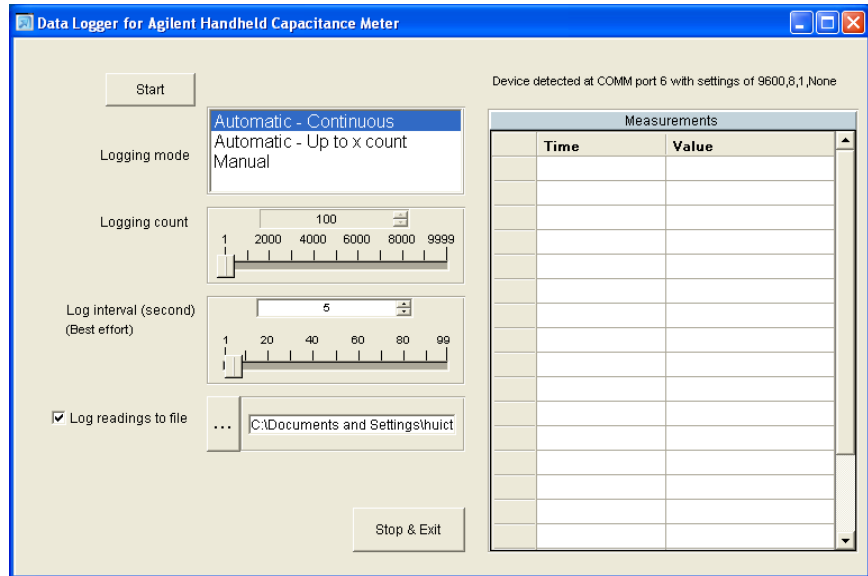 Data Logger for Agilent Handheld Capacitance Meter
Start
Device detected at COMM port 6 with settings of 9600,8,1,None
Logging mode
Automatic - Continuous
Automatic - Up to x count
Manual
Logging count
100
1 2000 4000 6000 8000 9999
Log interval (second)
(Best effort)
5
1 20 40 60 80 99
Log readings to file
...
C:\Documents and Settings\huict
Stop & Exit
Measurements
Time Value